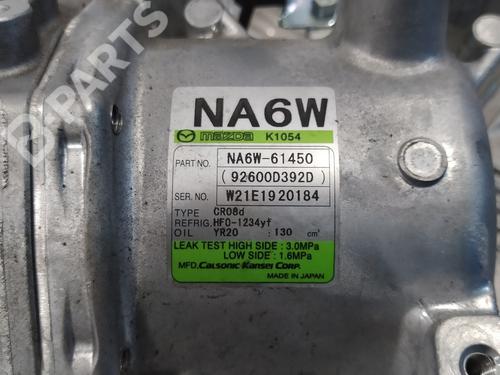 NA6W
mazda K1054
PART NO. NA6W-61450
(92600D392D)
SER.NO. W21E1920184
TYPE CR08d
REFRIG. HFO-1234yf
OIL YR20 : 130 cm³
LEAK TEST HIGH SIDE : 3.0MPa
LOW SIDE : 1.6MPa
MFD. CALSONIC KANSEI CORP.
MADE IN JAPAN
B-PARTS